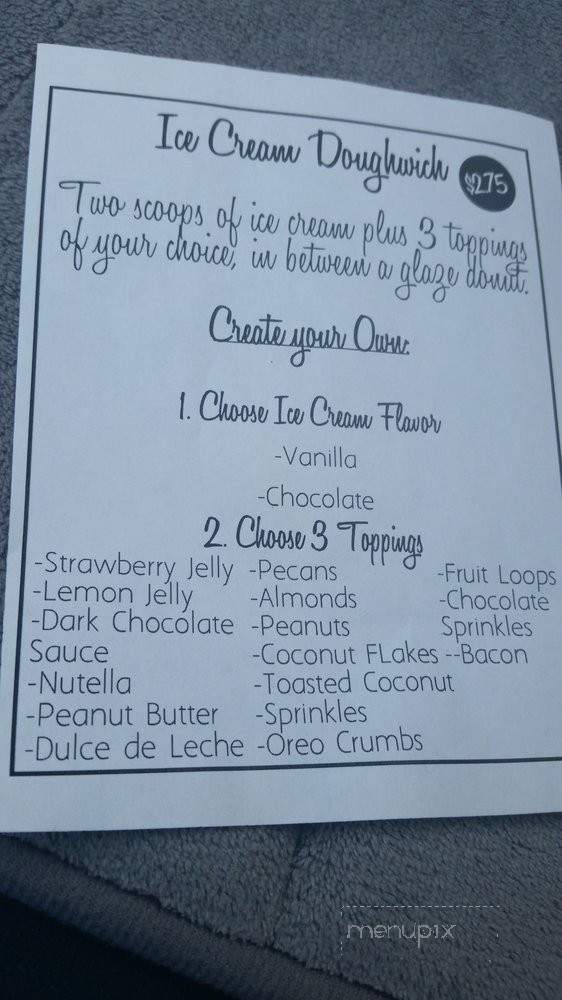 Ice Cream Doughwich
$2.75
Two scoops of ice cream plus 3 toppings
of your choice, in between a glaze donut.
Create your Own:
1. Choose Ice Cream Flavor
-Vanilla
-Chocolate
2. Choose 3 Toppings
-Strawberry Jelly
-Lemon Jelly
-Dark Chocolate
Sauce
-Nutella
-Peanut Butter
-Dulce de Leche
-Pecans
-Almonds
-Peanuts
-Coconut FLakes
-Toasted Coconut
-Sprinkles
-Oreo Crumbs
-Fruit Loops
-Chocolate
Sprinkles
--Bacon
menupix